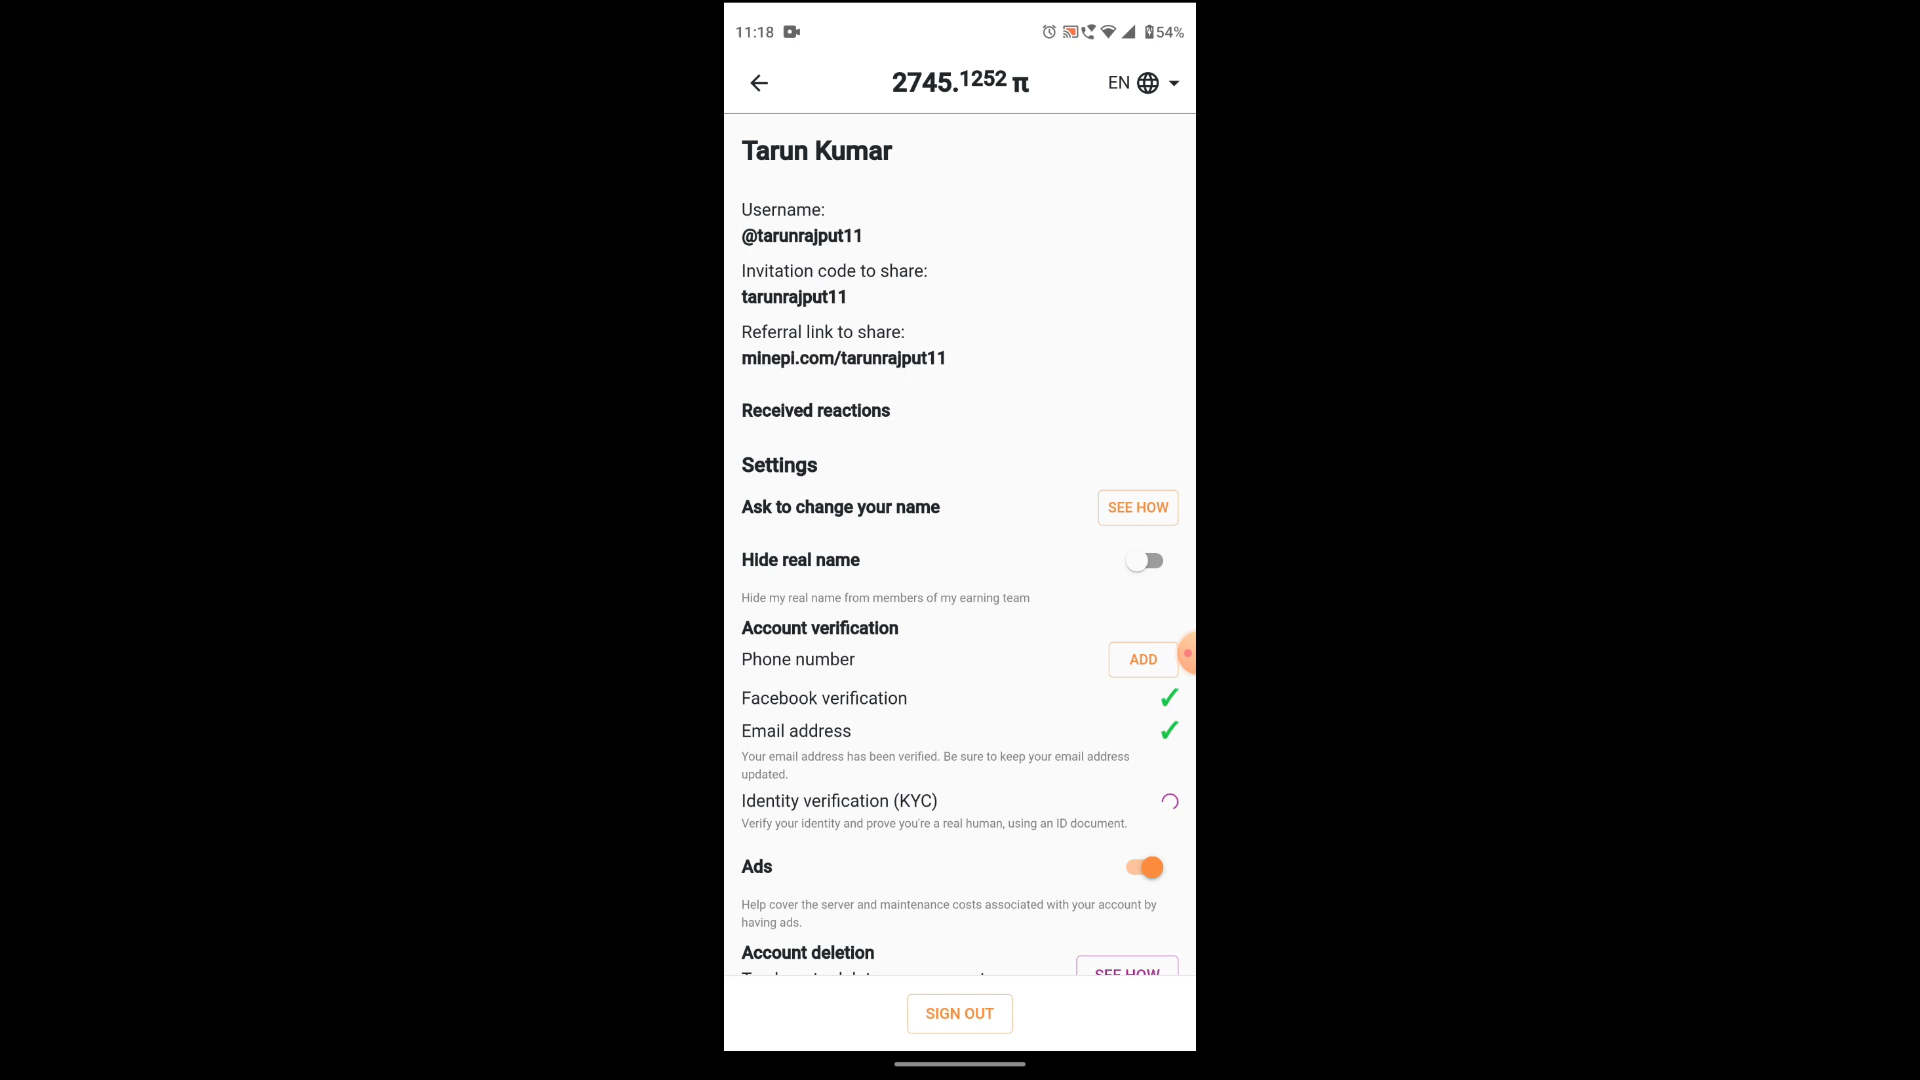 11:18
54%
2745.1252 π
EN
Tarun Kumar
Username:
@tarunrajput11
Invitation code to share:
tarunrajput11
Referral link to share:
minepi.com/tarunrajput11
Received reactions
Settings
Ask to change your name
SEE HOW
Hide real name
Hide my real name from members of my earning team
Account verification
Phone number
ADD
Facebook verification
Email address
Your email address has been verified. Be sure to keep your email address
updated.
Identity verification (KYC)
Verify your identity and prove you're a real human, using an ID document.
Ads
Help cover the server and maintenance costs associated with your account by
having ads.
Account deletion
SEE HOW
SIGN OUT